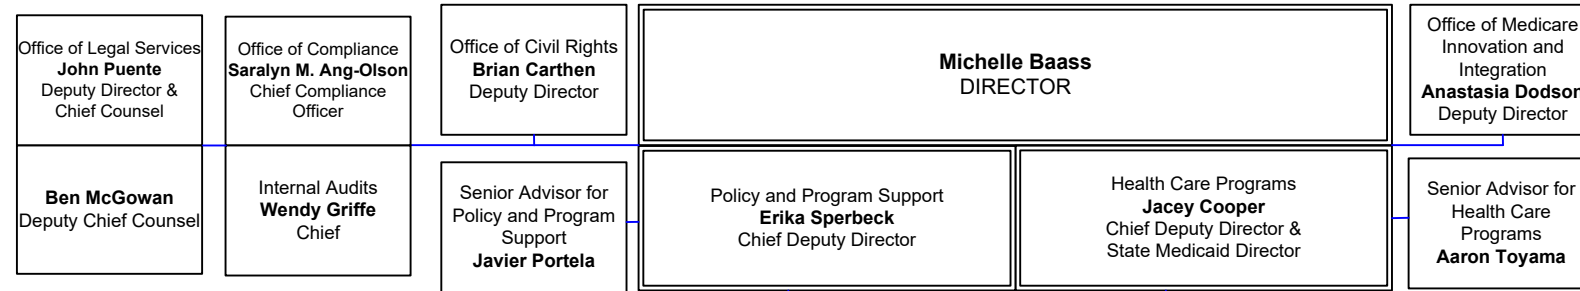 Office of Legal Services
John Puente
Deputy Director &
Chief Counsel
Ben McGowan
Deputy Chief Counsel
Office of Compliance
Saralyn M. Ang-Olson
Chief Compliance
Officer
Internal Audits
Wendy Griffe
Chief
Office of Civil Rights
Brian Carthen
Deputy Director
Senior Advisor for
Policy and Program
Support
Javier Portela
Michelle Baass
DIRECTOR
Policy and Program Support
Erika Sperbeck
Chief Deputy Director
Health Care Programs
Jacey Cooper
Chief Deputy Director &
State Medicaid Director
Office of Medicare
Innovation and
Integration
Anastasia Dodson
Deputy Director
Senior Advisor for
Health Care
Programs
Aaron Toyama